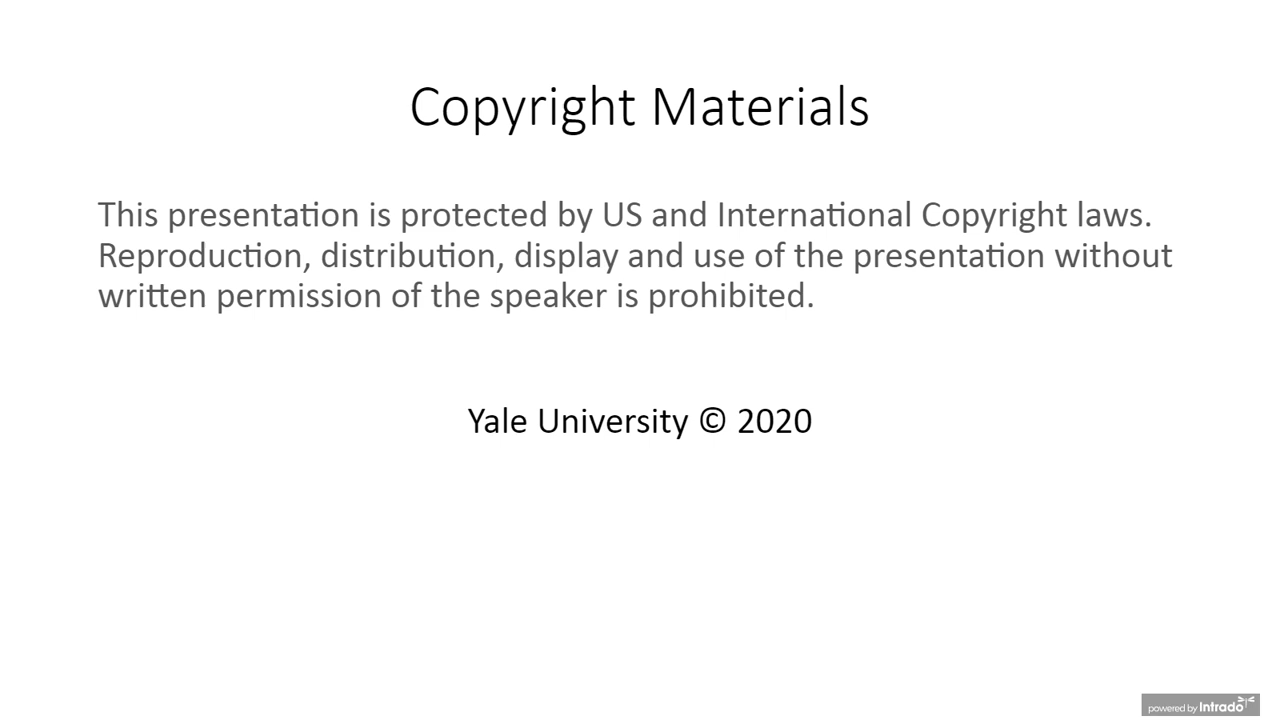 Copyright Materials
This presentation is protected by US and International Copyright laws.
Reproduction, distribution, display and use of the presentation without
written permission of the speaker is prohibited.
Yale University © 2020
powered by Intrado